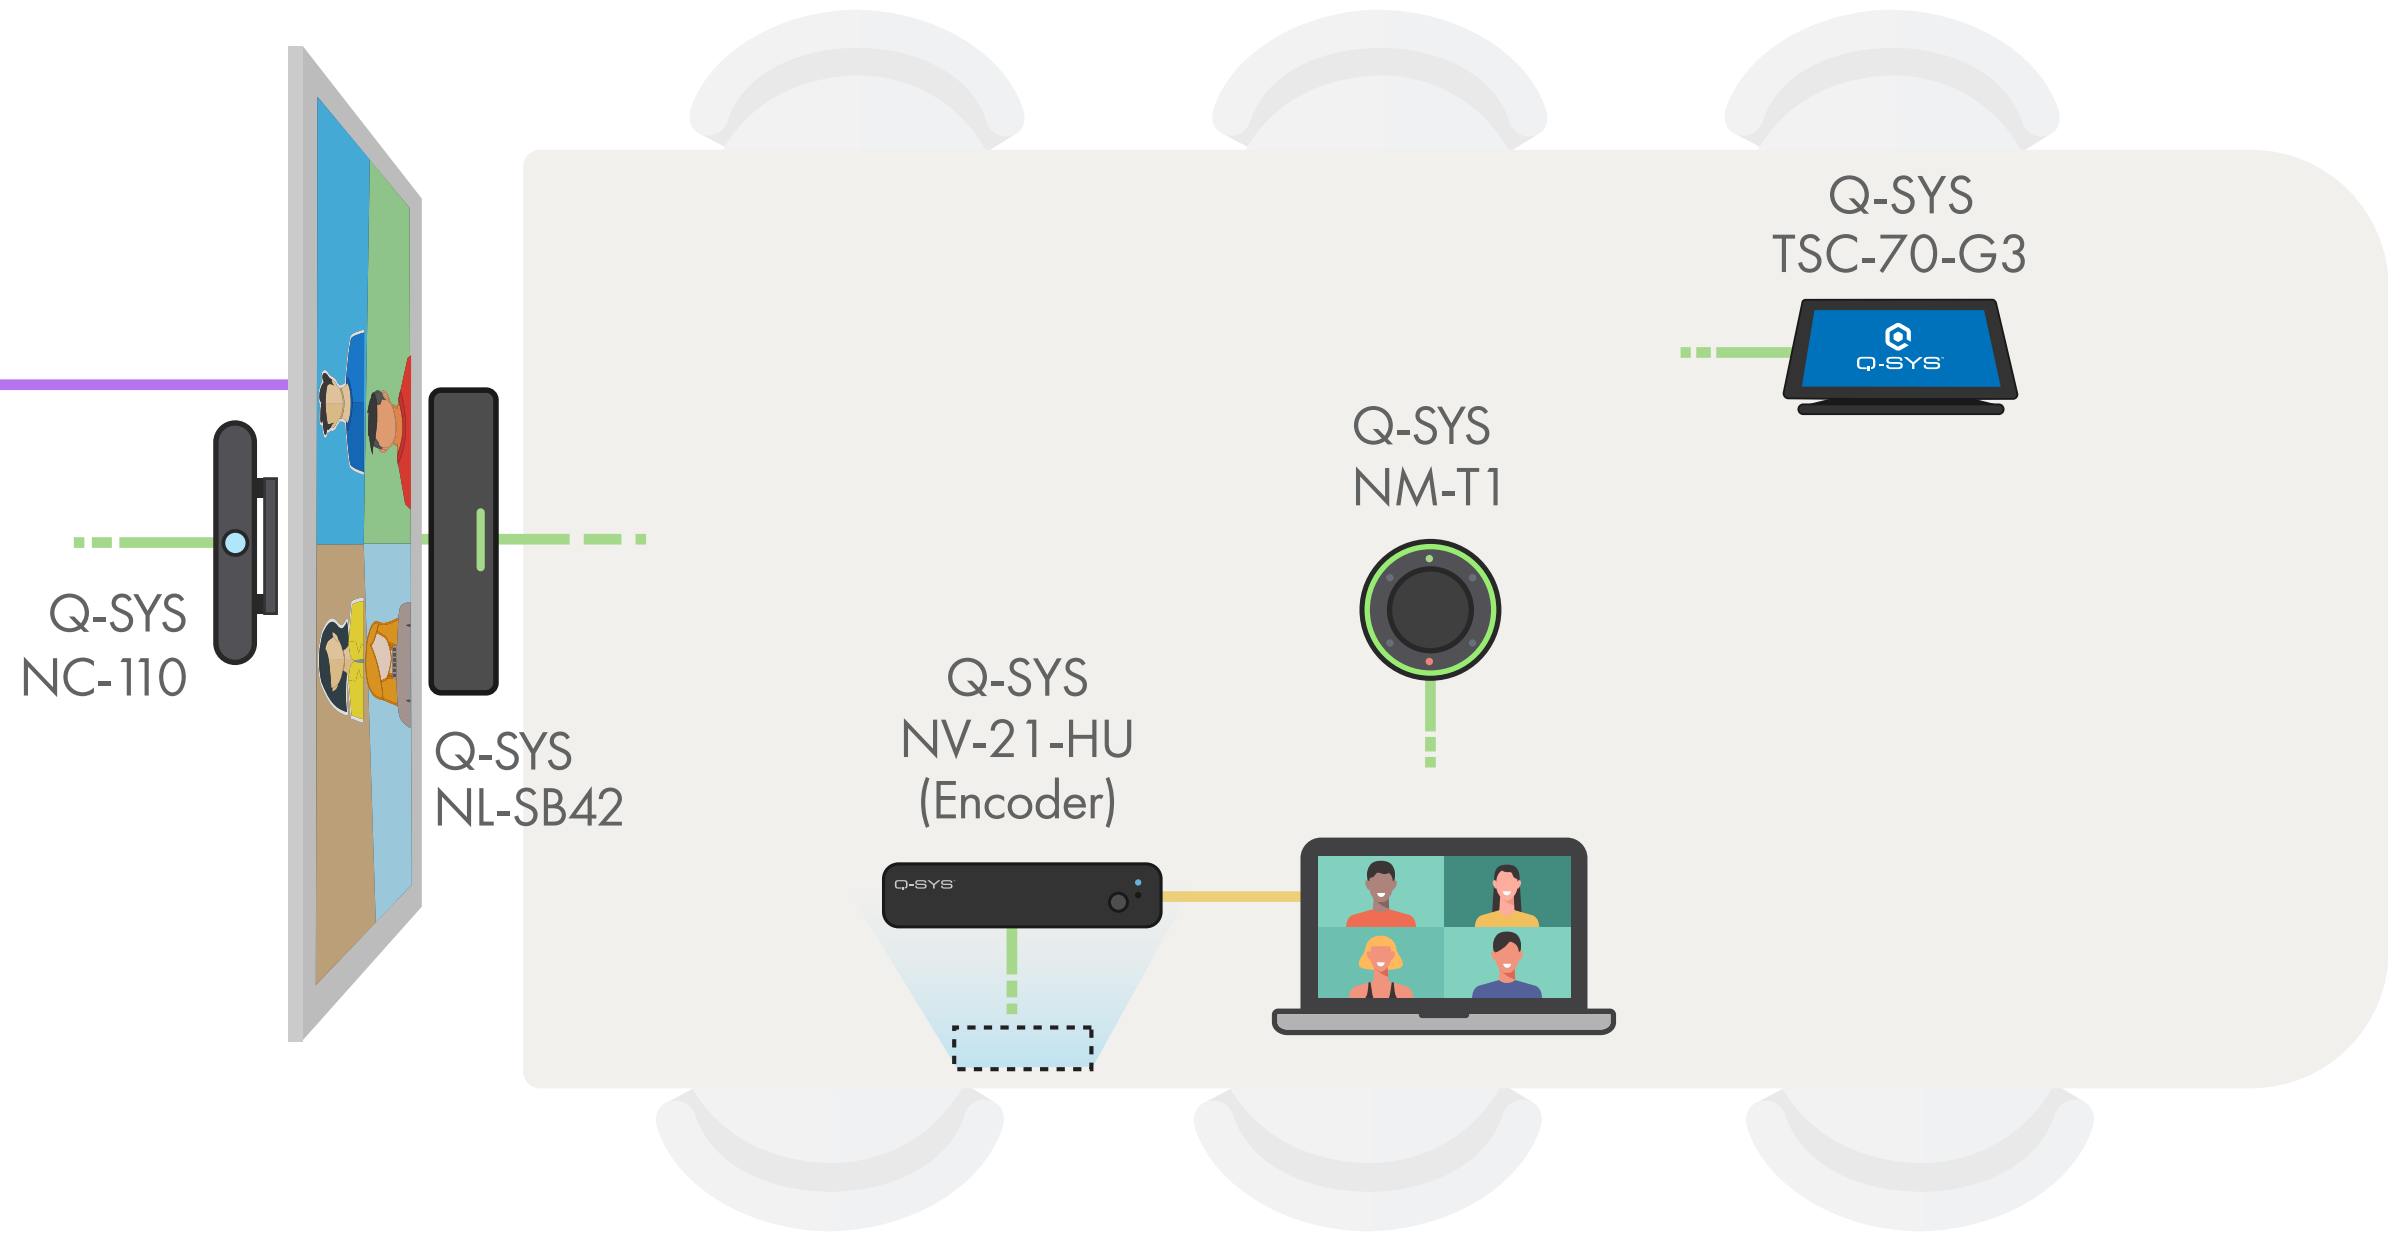 Q-SYS
TSC-70-G3
Q-SYS
Q-SYS
NM-T1
Q-SYS
NC-110
Q-SYS
NL-SB42
Q-SYS
NV-21-HU
(Encoder)
Q-SYS